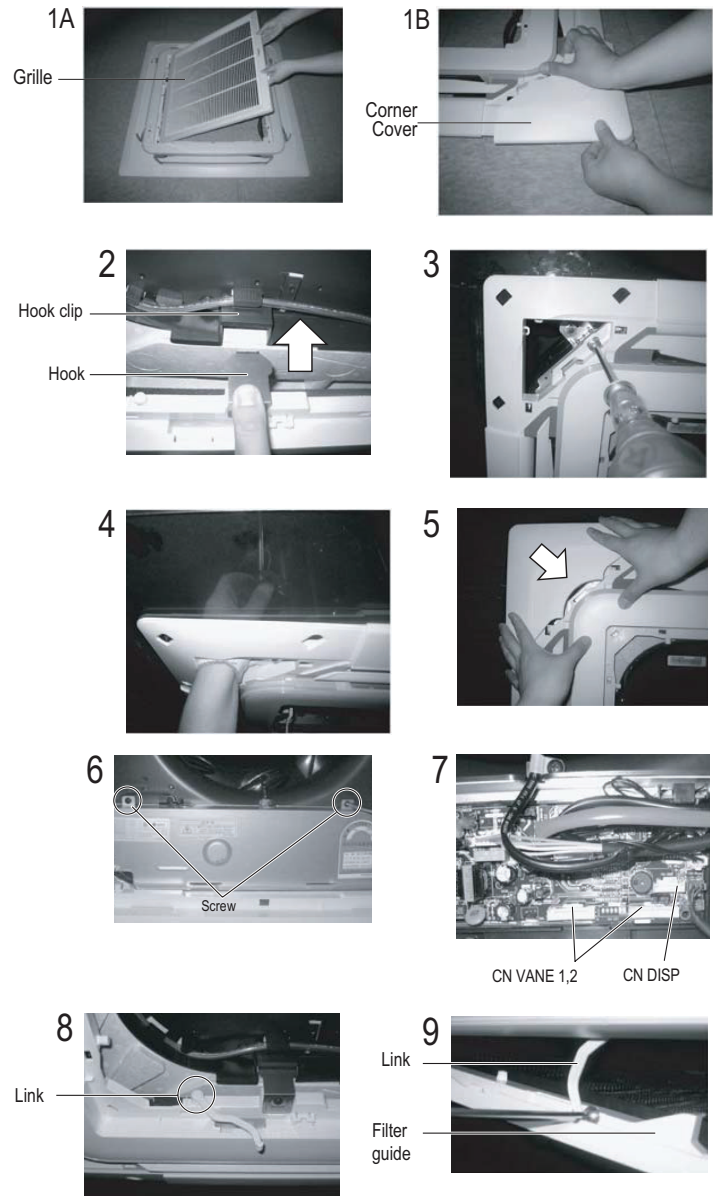 1A
1B
Grille
Corner
Cover
2
3
Hook clip
Hook
4
5
6
7
Screw
CN VANE 1,2
CN DISP
8
9
Link
Link
Filter
guide